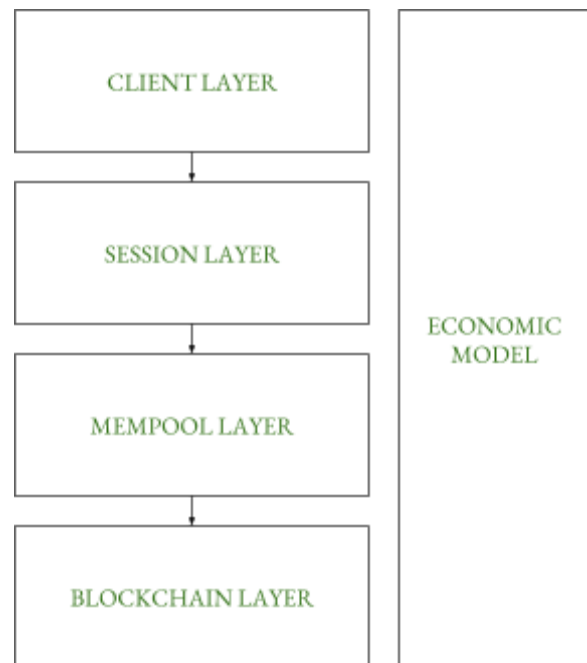 CLIENT LAYER
SESSION LAYER
MEMPOOL LAYER
BLOCKCHAIN LAYER
ECONOMIC
MODEL